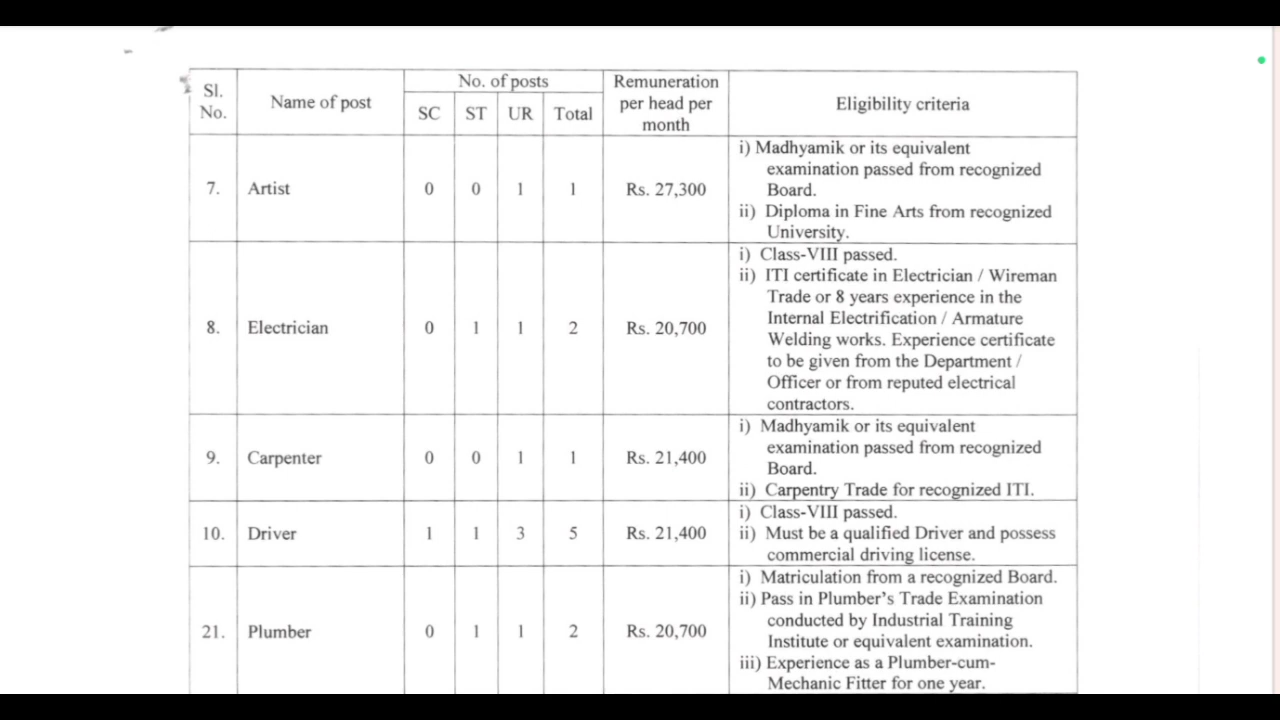 Sl. No. Name of post No. of posts Remuneration per head per month Eligibility criteria
SC ST UR Total
7. Artist 0 0 1 1 Rs. 27,300 i) Madhyamik or its equivalent
examination passed from recognized
Board.
ii) Diploma in Fine Arts from recognized
University.
8. Electrician 0 1 1 2 Rs. 20,700 i) Class-VIII passed.
ii) ITI certificate in Electrician / Wireman
Trade or 8 years experience in the
Internal Electrification / Armature
Welding works. Experience certificate
to be given from the Department /
Officer or from reputed electrical
contractors.
9. Carpenter 0 0 1 1 Rs. 21,400 i) Madhyamik or its equivalent
examination passed from recognized
Board.
ii) Carpentry Trade for recognized ITI.
10. Driver 1 1 3 5 Rs. 21,400 i) Class-VIII passed.
ii) Must be a qualified Driver and possess
commercial driving license.
21. Plumber 0 1 1 2 Rs. 20,700 i) Matriculation from a recognized Board.
ii) Pass in Plumber's Trade Examination
conducted by Industrial Training
Institute or equivalent examination.
iii) Experience as a Plumber-cum-
Mechanic Fitter for one year.